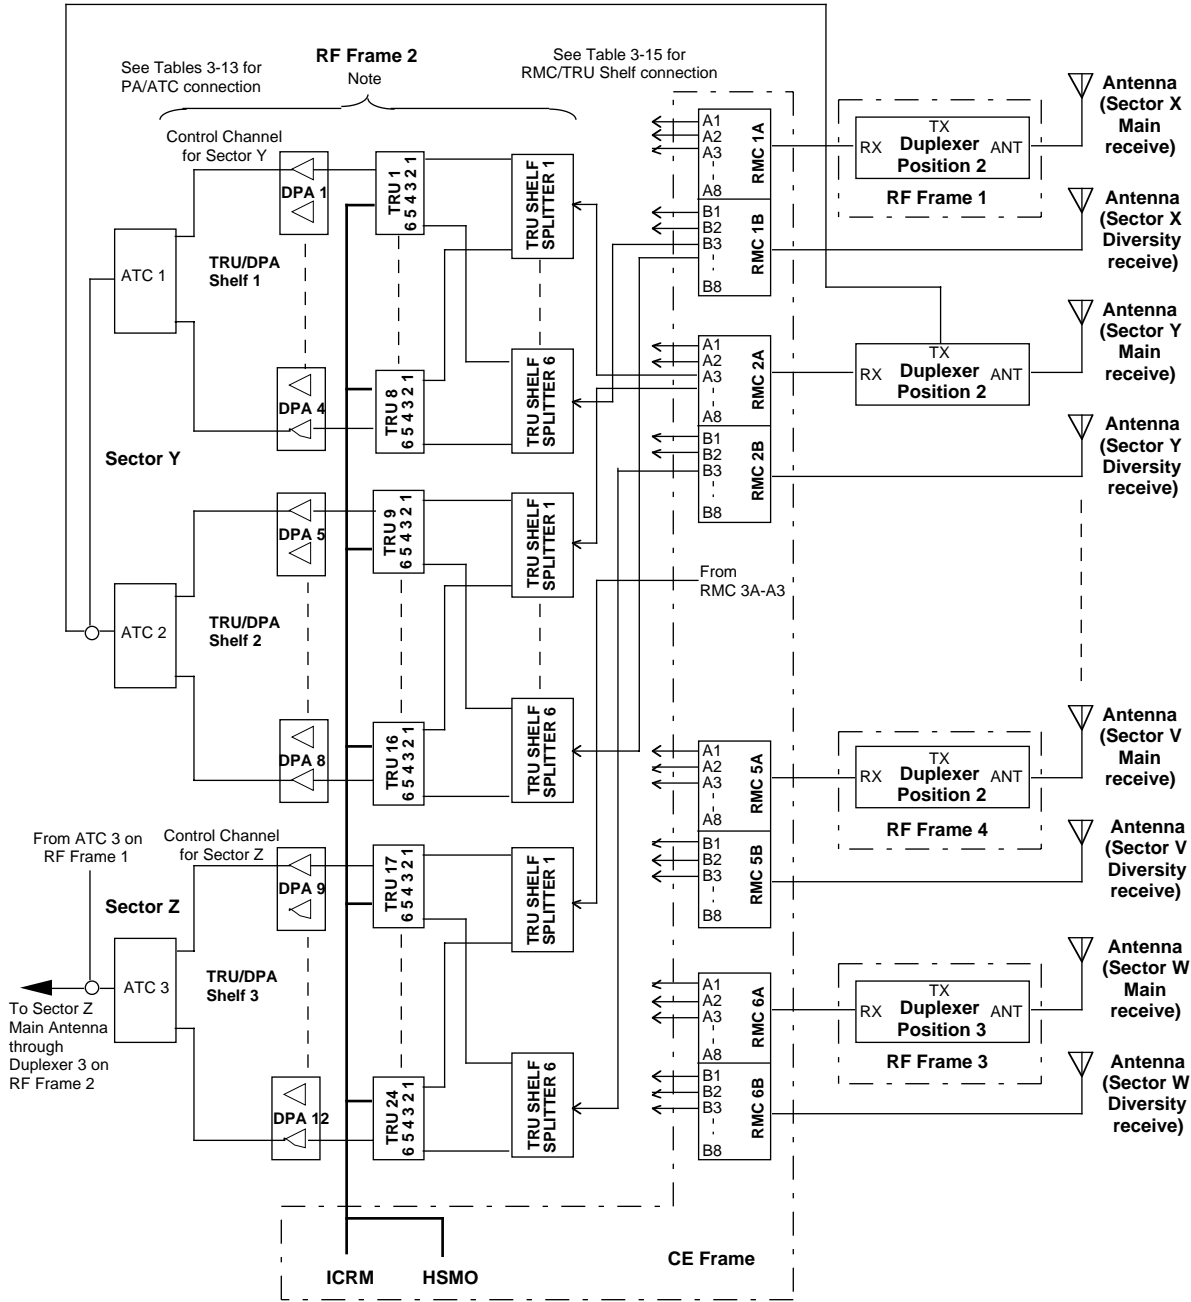 See Tables 3-13 for
PA/ATC connection
RF Frame 2
Note
See Table 3-15 for
RMC/TRU Shelf connection
Control Channel
for Sector Y
DPA 1
TRU 1
6 5 4 3 2 1
TRU SHELF
SPLITTER 1
ATC 1
TRU/DPA
Shelf 1
DPA 4
TRU 8
6 5 4 3 2 1
TRU SHELF
SPLITTER 6
Sector Y
DPA 5
TRU 9
6 5 4 3 2 1
TRU SHELF
SPLITTER 1
ATC 2
TRU/DPA
Shelf 2
DPA 8
TRU 16
6 5 4 3 2 1
TRU SHELF
SPLITTER 6
From ATC 3 on
RF Frame 1
Control Channel
for Sector Z
DPA 9
TRU 17
6 5 4 3 2 1
TRU SHELF
SPLITTER 1
Sector Z
ATC 3
TRU/DPA
Shelf 3
To Sector Z
Main Antenna
through
Duplexer 3 on
RF Frame 2
DPA 12
TRU 24
6 5 4 3 2 1
TRU SHELF
SPLITTER 6
ICRM
HSMO
CE Frame
A1
A2
A3
A8
RMC 1A
B1
B2
B3
B8
RMC 1B
RX
TX
Duplexer
Position 2
ANT
RF Frame 1
Antenna
(Sector X
Main
receive)
Antenna
(Sector X
Diversity
receive)
A1
A2
A3
A8
RMC 2A
B1
B2
B3
B8
RMC 2B
RX
TX
Duplexer
Position 2
ANT
Antenna
(Sector Y
Main
receive)
Antenna
(Sector Y
Diversity
receive)
From
RMC 3A-A3
A1
A2
A3
A8
RMC 5A
B1
B2
B3
B8
RMC 5B
RX
TX
Duplexer
Position 2
ANT
RF Frame 4
Antenna
(Sector V
Main
receive)
Antenna
(Sector V
Diversity
receive)
A1
A2
A3
A8
RMC 6A
B1
B2
B3
B8
RMC 6B
RX
TX
Duplexer
Position 3
ANT
RF Frame 3
Antenna
(Sector W
Main
receive)
Antenna
(Sector W
Diversity
receive)